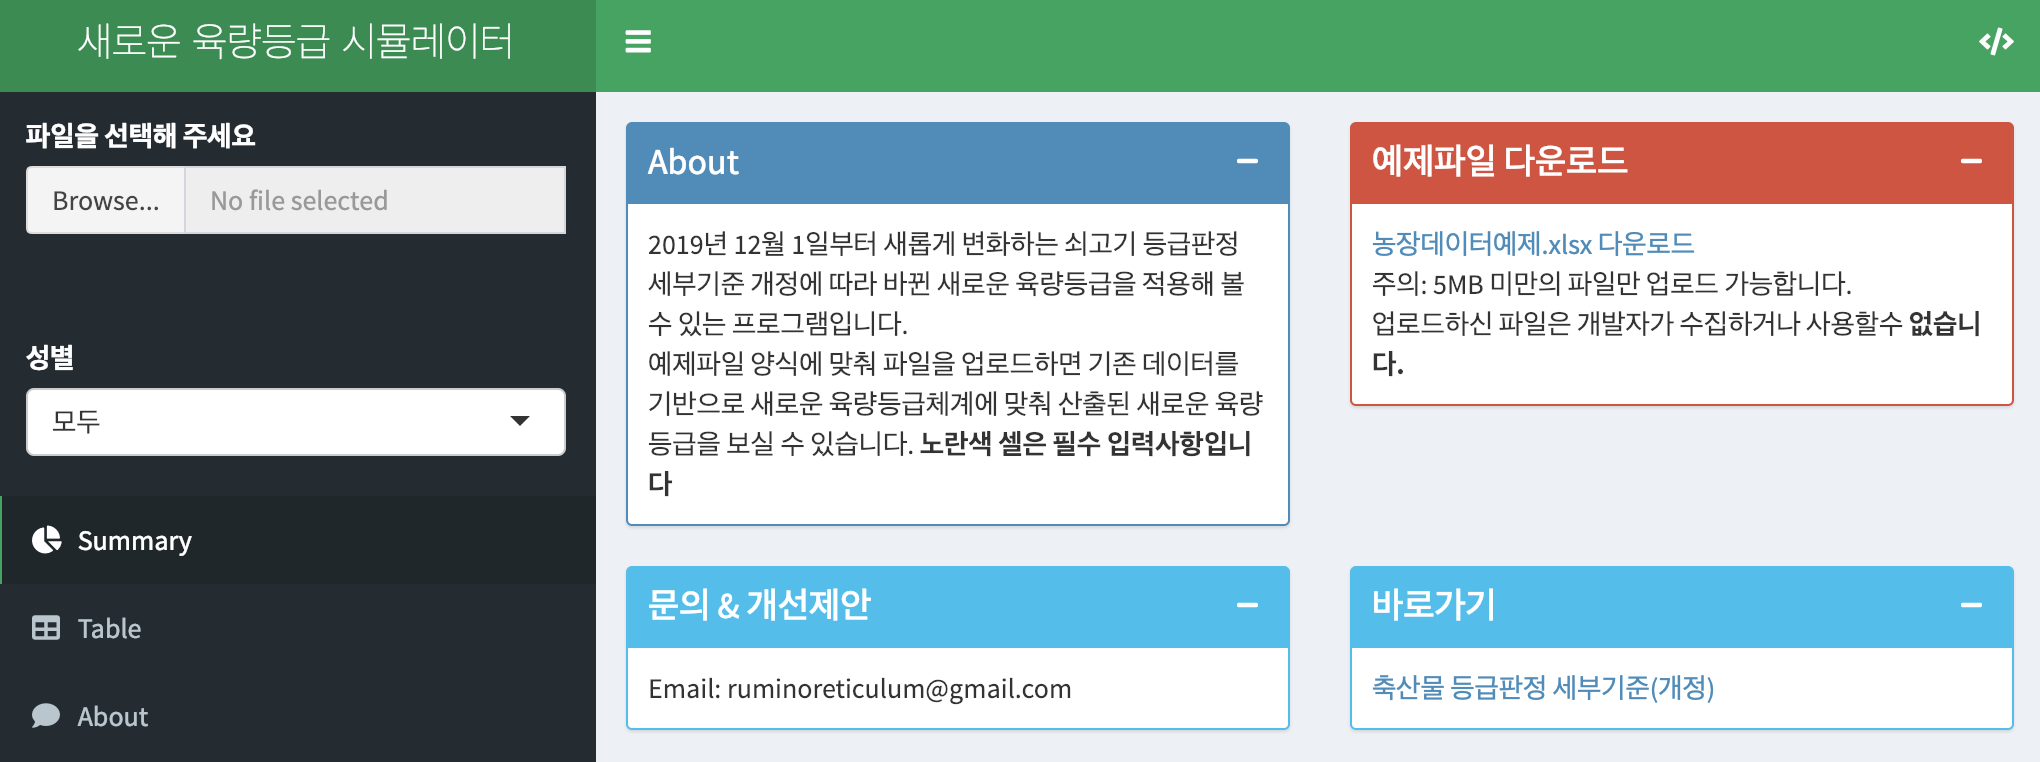 새로운 육량등급 시뮬레이터
파일을 선택해 주세요
Browse...
No file selected
성별
모두
Summary
Table
About
About
2019년 12월 1일부터 새롭게 변화하는 쇠고기 등급판정
세부기준 개정에 따라 바뀐 새로운 육량등급을 적용해 볼
수 있는 프로그램입니다.
예제파일 양식에 맞춰 파일을 업로드하면 기존 데이터를
기반으로 새로운 육량등급체계에 맞춰 산출된 새로운 육량
등급을 보실 수 있습니다. 노란색 셀은 필수 입력사항입니
다
예제파일 다운로드
농장데이터예제.xlsx 다운로드
주의: 5MB 미만의 파일만 업로드 가능합니다.
업로드하신 파일은 개발자가 수집하거나 사용할수 없습니
다.
문의 & 개선제안
Email: ruminoreticulum@gmail.com
바로가기
축산물 등급판정 세부기준(개정)